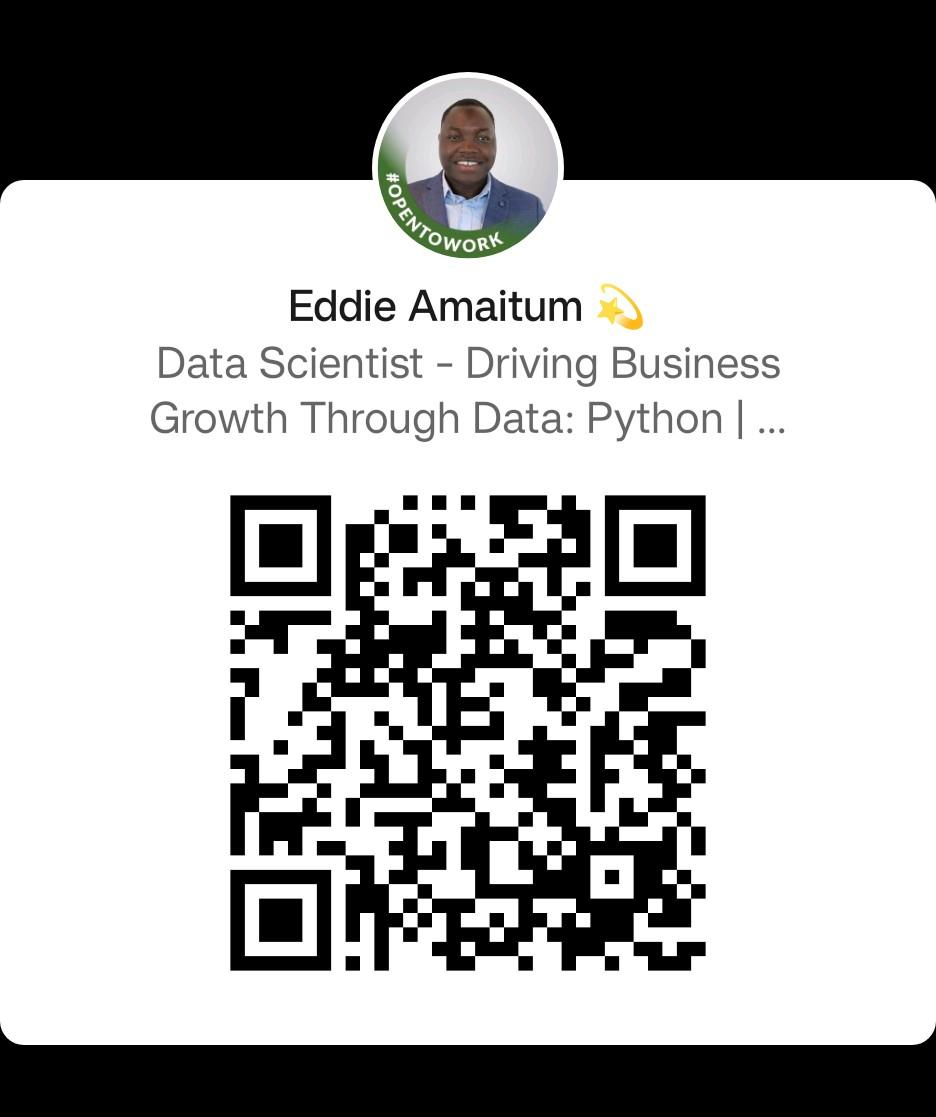 #OPENTOWORK
Eddie Amaitum 💫
Data Scientist - Driving Business
Growth Through Data: Python | ...